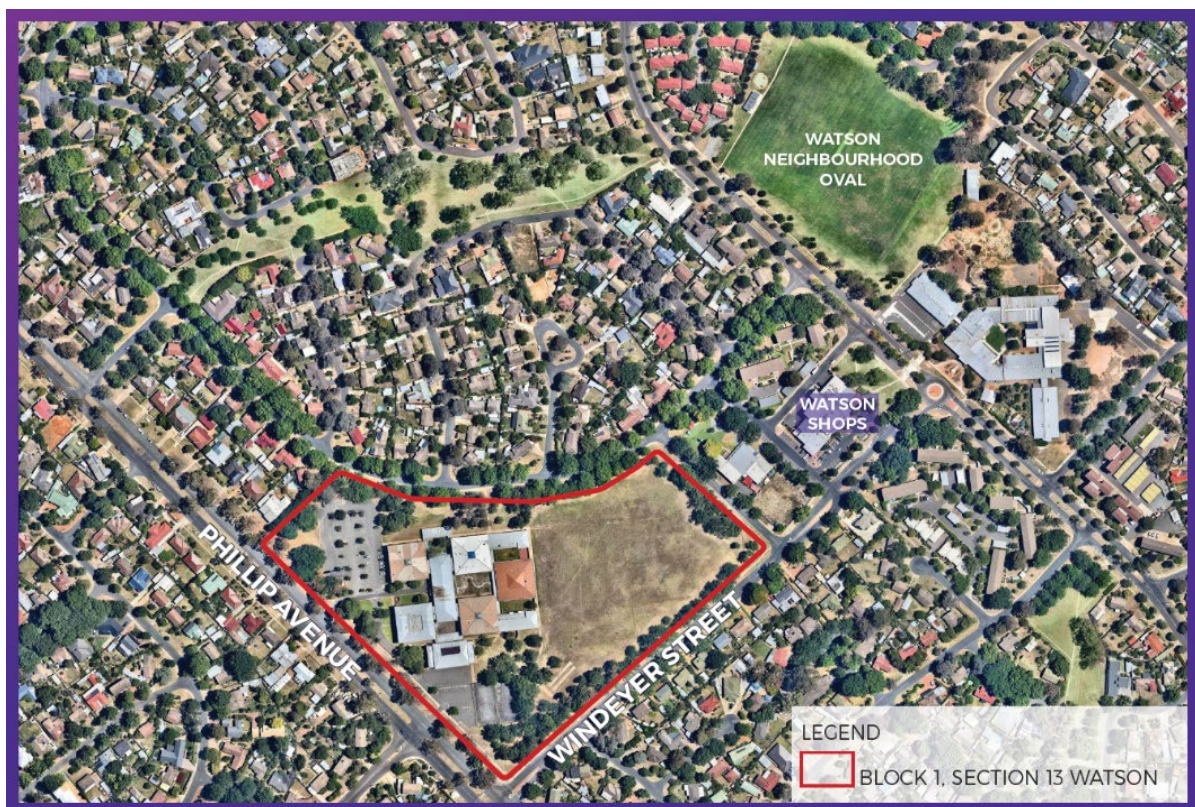 WATSON
NEIGHBOURHOOD
OVAL
WATSON
SHOPS
PHILLIP AVENUE
WINDEYER STREET
LEGEND
BLOCK 1, SECTION 13 WATSON